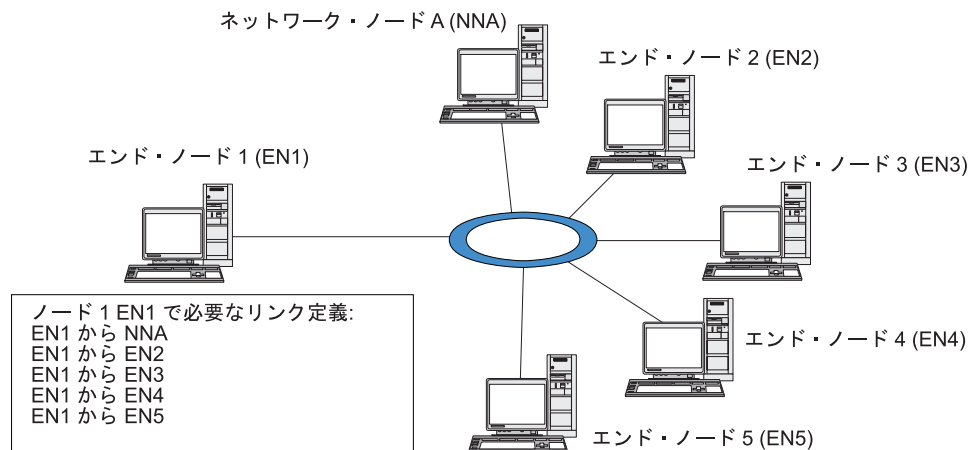 ネットワーク・ノード A (NNA)
エンド・ノード 2 (EN2)
エンド・ノード 1 (EN1)
エンド・ノード 3 (EN3)
ノード 1 EN1 で必要なリンク定義:
EN1 から NNA
EN1 から EN2
EN1 から EN3
EN1 から EN4
EN1 から EN5
エンド・ノード 4 (EN4)
エンド・ノード 5 (EN5)